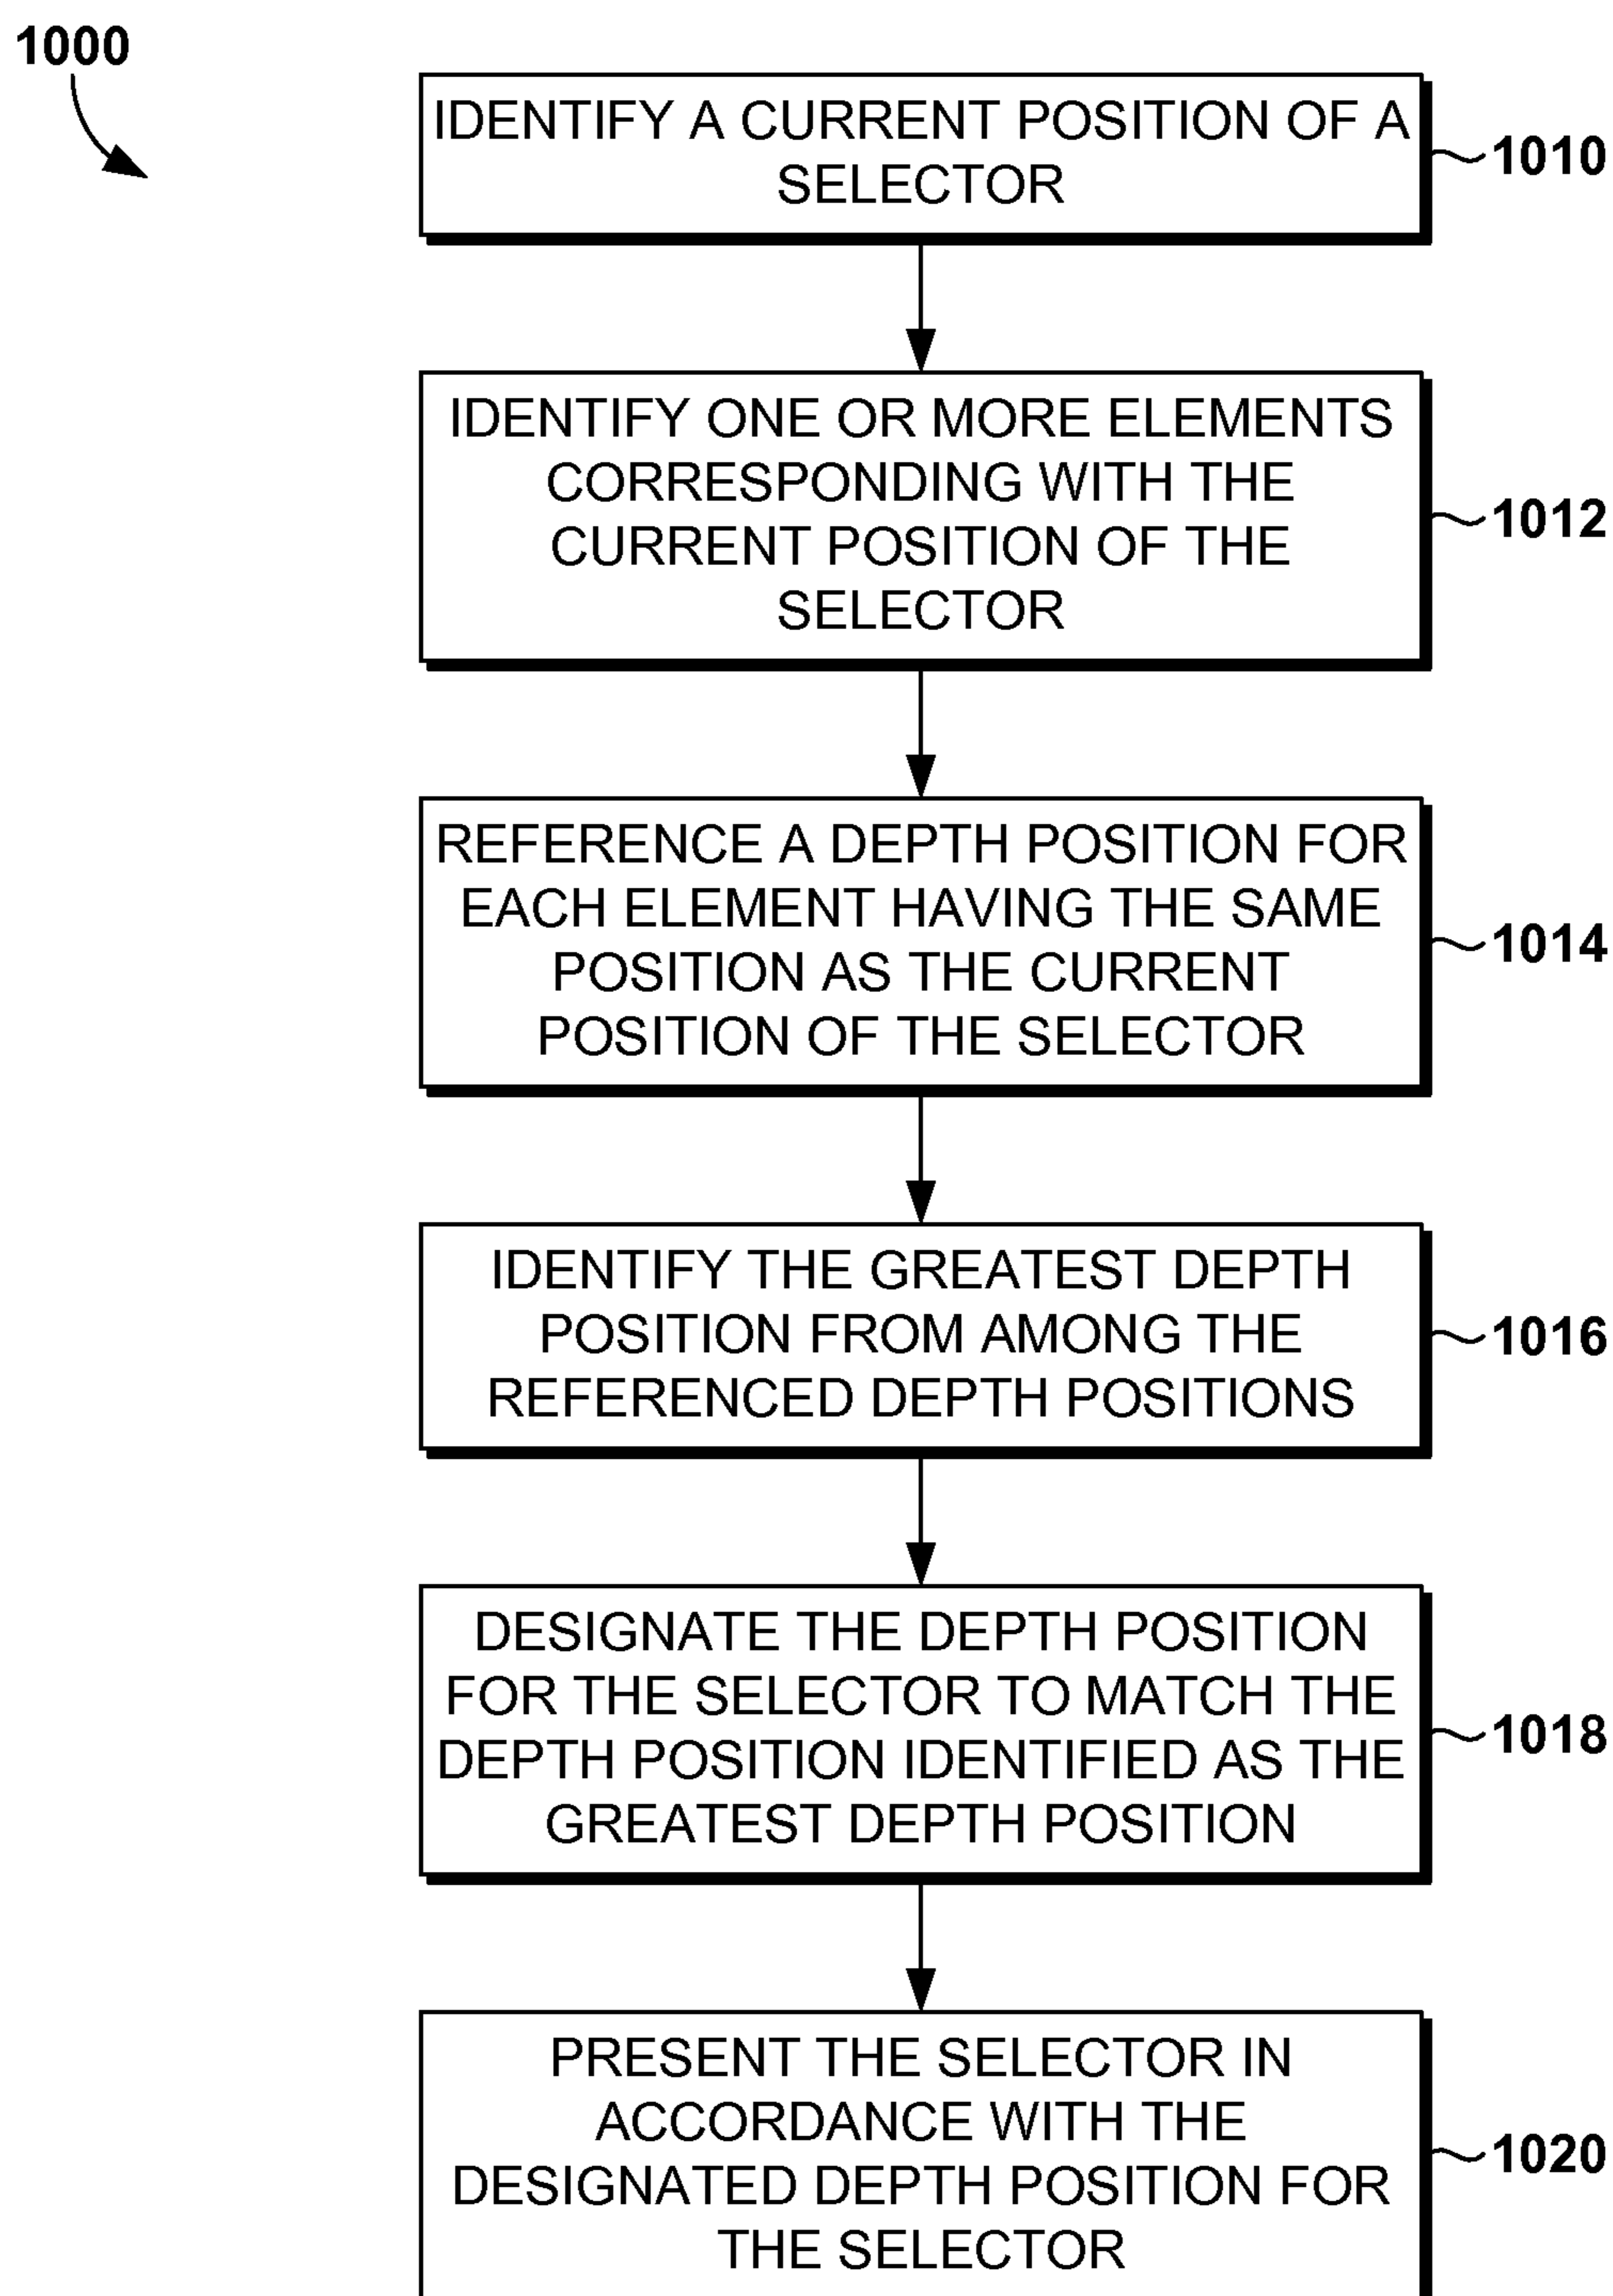 1000
IDENTIFY A CURRENT POSITION OF A
SELECTOR
1010
IDENTIFY ONE OR MORE ELEMENTS
CORRESPONDING WITH THE
CURRENT POSITION OF THE
SELECTOR
1012
REFERENCE A DEPTH POSITION FOR
EACH ELEMENT HAVING THE SAME
POSITION AS THE CURRENT
POSITION OF THE SELECTOR
1014
IDENTIFY THE GREATEST DEPTH
POSITION FROM AMONG THE
REFERENCED DEPTH POSITIONS
1016
DESIGNATE THE DEPTH POSITION
FOR THE SELECTOR TO MATCH THE
DEPTH POSITION IDENTIFIED AS THE
GREATEST DEPTH POSITION
1018
PRESENT THE SELECTOR IN
ACCORDANCE WITH THE
DESIGNATED DEPTH POSITION FOR
THE SELECTOR
1020